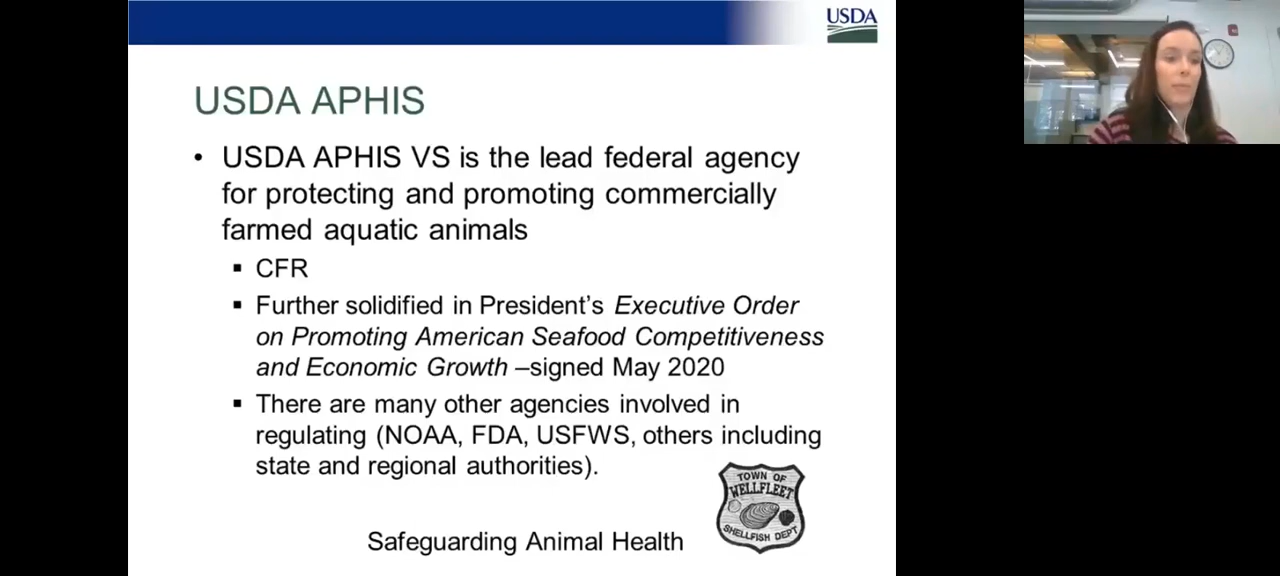 USDA
USDA APHIS
• USDA APHIS VS is the lead federal agency
for protecting and promoting commercially
farmed aquatic animals
▪ CFR
▪ Further solidified in President’s Executive Order
on Promoting American Seafood Competitiveness
and Economic Growth –signed May 2020
▪ There are many other agencies involved in
regulating (NOAA, FDA, USFWS, others including
state and regional authorities).
TOWN OF
WELLFLEET
SHELLFISH DEPT
Safeguarding Animal Health